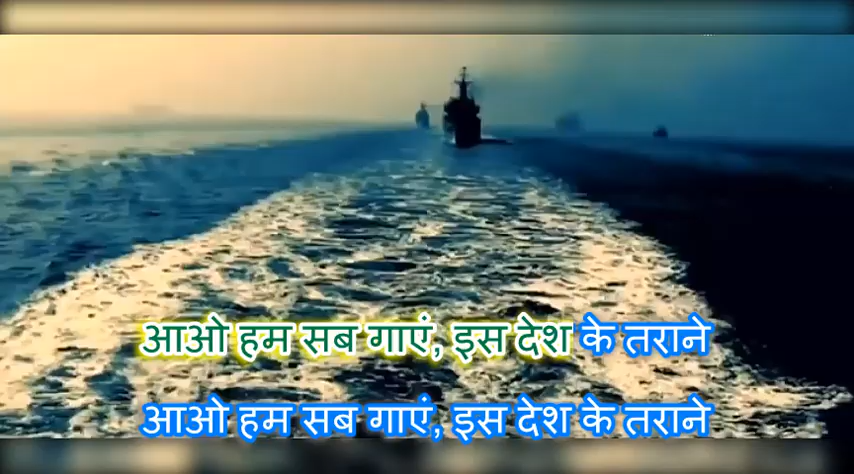 आओ हम सब गाएं, इस देश के तराने
आओ हम सब गाएं, इस देश के तराने